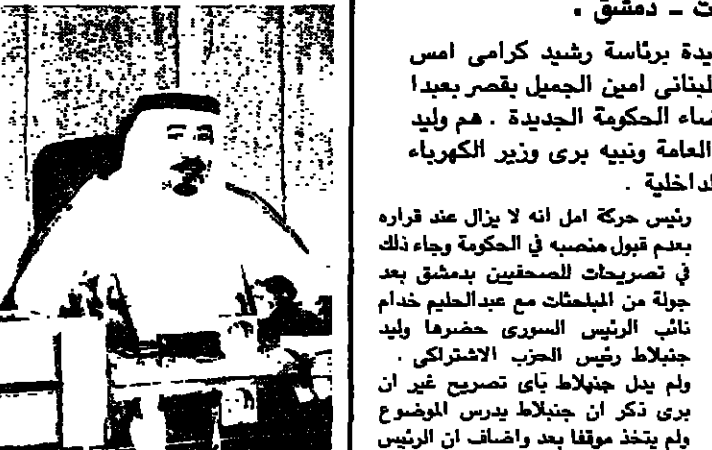 ت ـ دمشق .
يدة برئاسة رشيد كرامى امس
لبنانى امين الجميل بقصر بعبدا
ضاء الحكومة الجديدة . هم وليد
العامة ونبيه برى وزير الكهرباء
لداخلية .
رئيس حركة امل انه لا يزال عند قراره
بعدم قبول منصبه في الحكومة وجاء ذلك
في تصريحات للصحفيين بدمشق بعد
جولة من المباحثات مع عبدالحليم خدام
نائب الرئيس السورى حضرها وليد
جنبلاط رئيس الحزب الاشتراكى .
ولم يدل جنبلاط بأى تصريح غير ان
برى ذكر ان جنبلاط يدرس الموضوع
ولم يتخذ موقفا بعد واضاف ان الرئيس